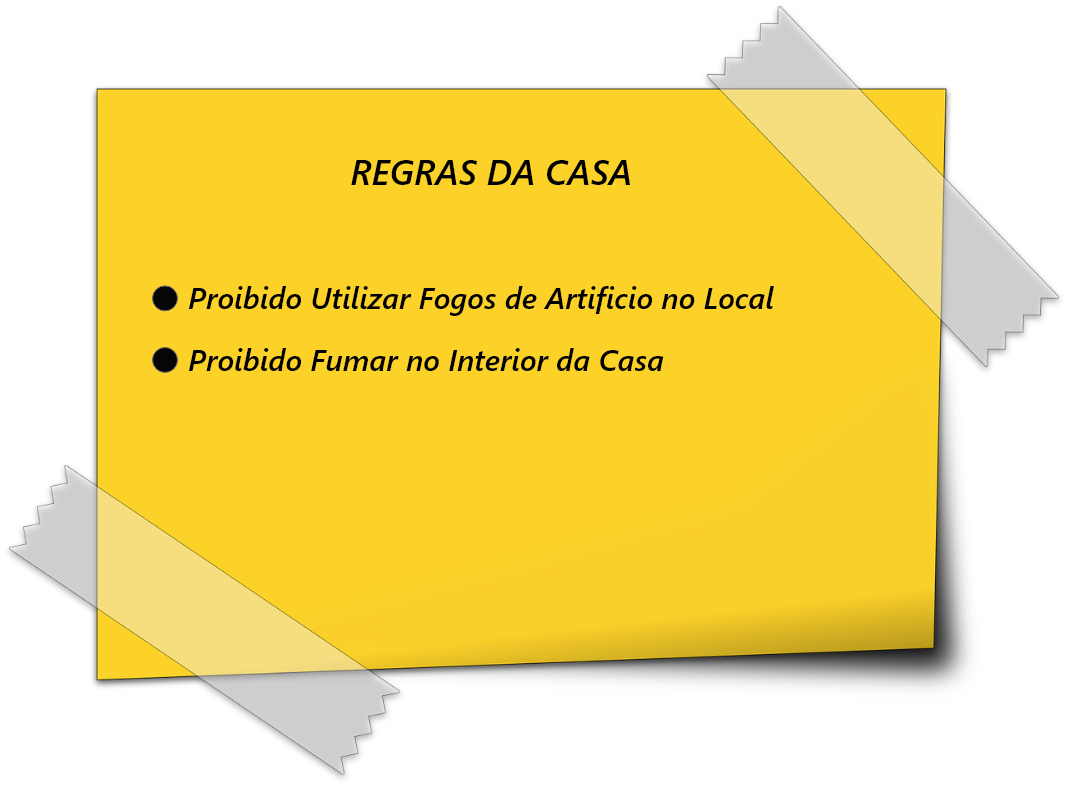 REGRAS DA CASA
● Proibido Utilizar Fogos de Artificio no Local
● Proibido Fumar no Interior da Casa